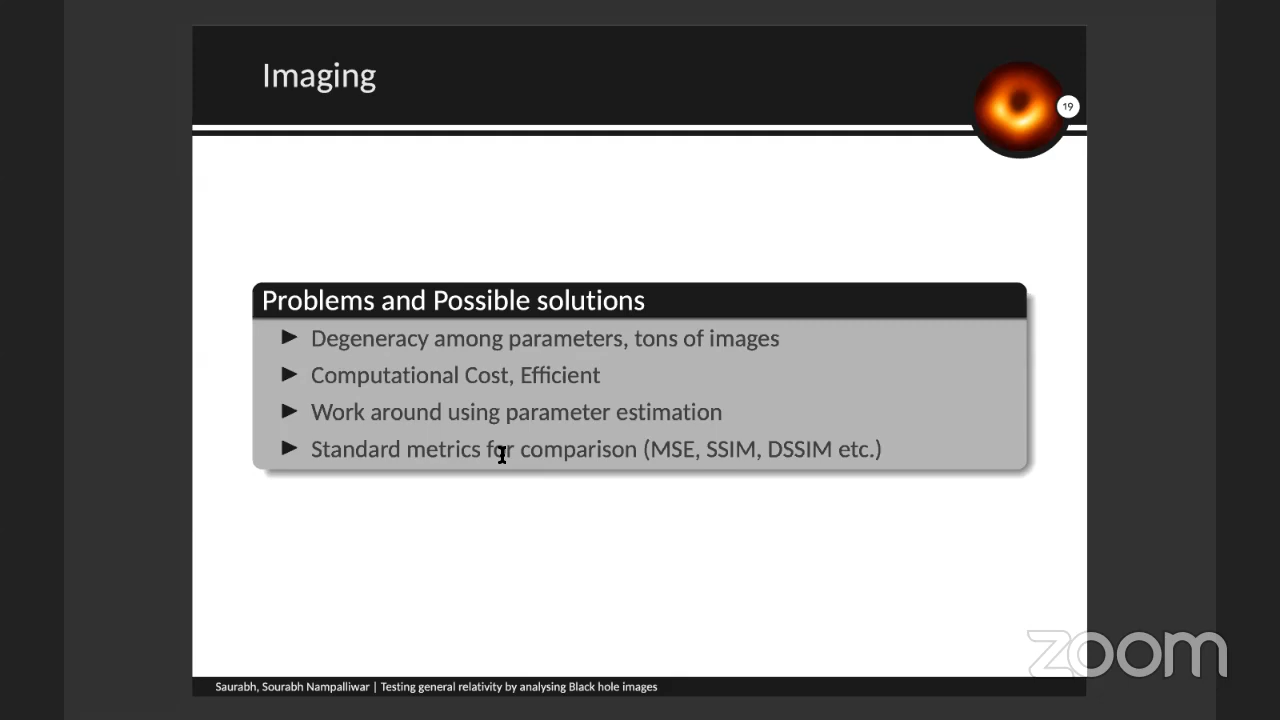 Imaging
19
Problems and Possible solutions
Degeneracy among parameters, tons of images
Computational Cost, Efficient
Work around using parameter estimation
Standard metrics for comparison (MSE, SSIM, DSSIM etc.)
zoom
Saurabh, Sourabh Nampalliwar | Testing general relativity by analysing Black hole images